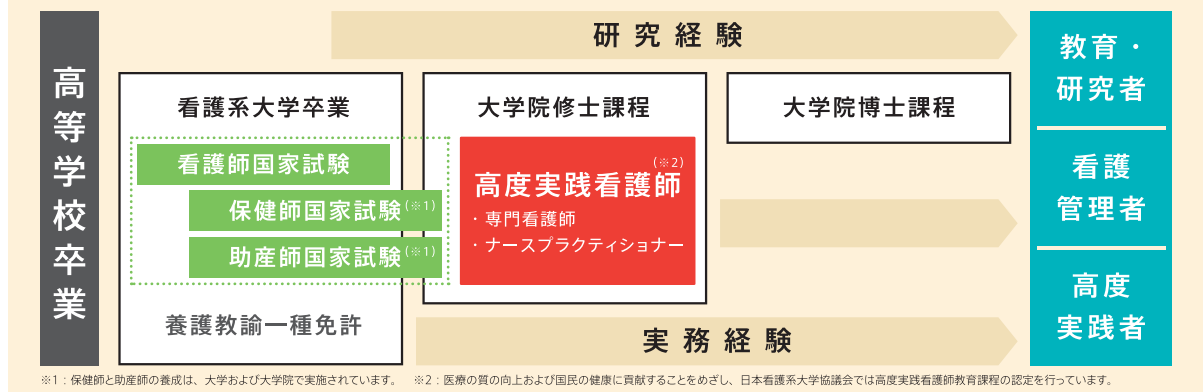 高等学校卒業
研究経験
看護系大学卒業
看護師国家試験
保健師国家試験(※1)
助産師国家試験(※1)
養護教諭一種免許
大学院修士課程
(※2)
高度実践看護師
・専門看護師
・ナースプラクティショナー
大学院博士課程
実務経験
教育・
研究者
看護
管理者
高度
実践者
※1：保健師と助産師の養成は、大学および大学院で実施されています。 ※2：医療の質の向上および国民の健康に貢献することをめざし、日本看護系大学協議会では高度実践看護師教育課程の認定を行っています。